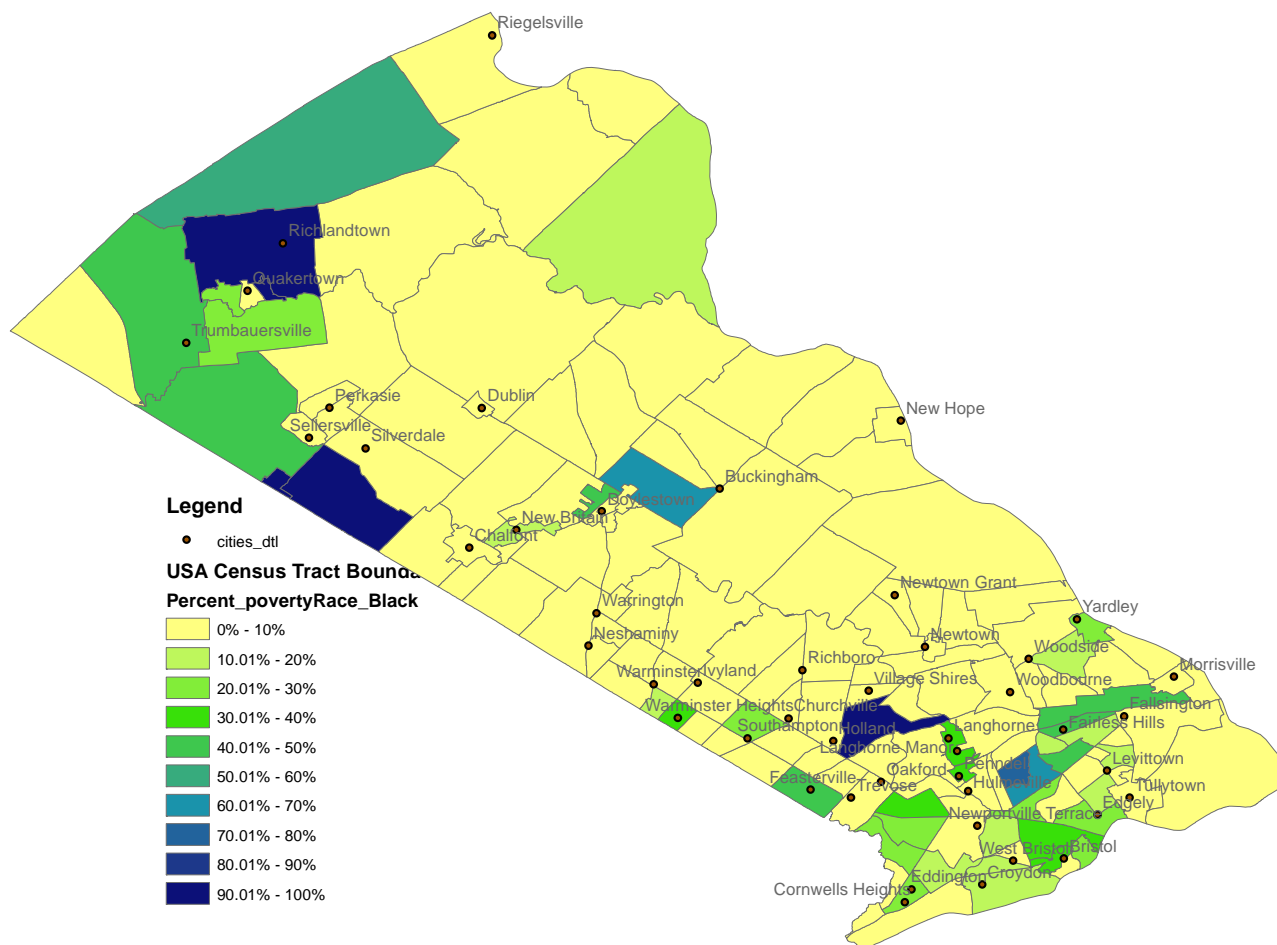 Riegelsville
Richlandtown
Quakertown
Trumbauersville
Perkasie
Dublin
New Hope
Sellersville
Silverdale
Buckingham
Legend
Doylestown
New Britain
cities_dtl
Chalfont
USA Census Tract Bounda
Newtown Grant
Percent_povertyRace_Black
Warrington
Yardley
0% - 10%
Neshaminy
Newtown
Woodside
10.01% - 20%
Warminster
Ivyland
Richboro
Village Shires
Woodbourne
Morrisville
20.01% - 30%
Warminster Heights
Churchville
Fallsington
30.01% - 40%
Southampton
Holland
Langhorne
Fairless Hills
40.01% - 50%
Langhorne Manor
Penndel
Levittown
50.01% - 60%
Feasterville
Trevose
Oakford
Hulmeville
Tullytown
60.01% - 70%
Newportville Terrace
Edgely
70.01% - 80%
West Bristol
Bristol
80.01% - 90%
Eddington
Croydon
90.01% - 100%
Cornwells Heights